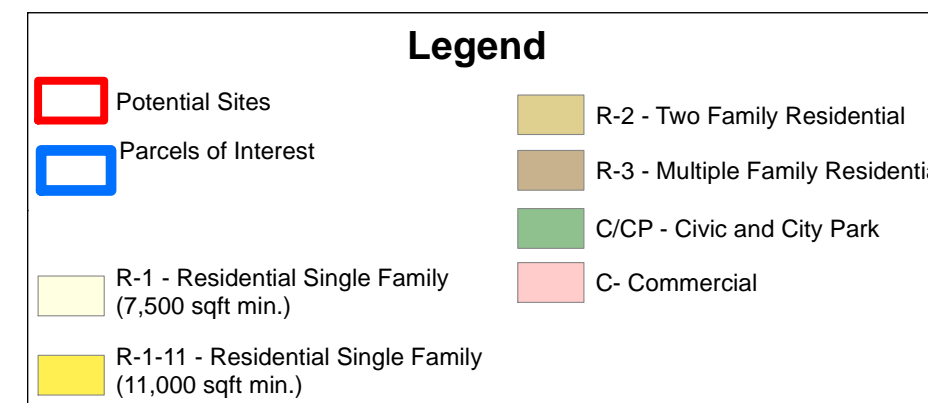 Legend
Potential Sites
Parcels of Interest
R-1 - Residential Single Family
(7,500 sqft min.)
R-1-11 - Residential Single Family
(11,000 sqft min.)
R-2 - Two Family Residential
R-3 - Multiple Family Residentia
C/CP - Civic and City Park
C- Commercial